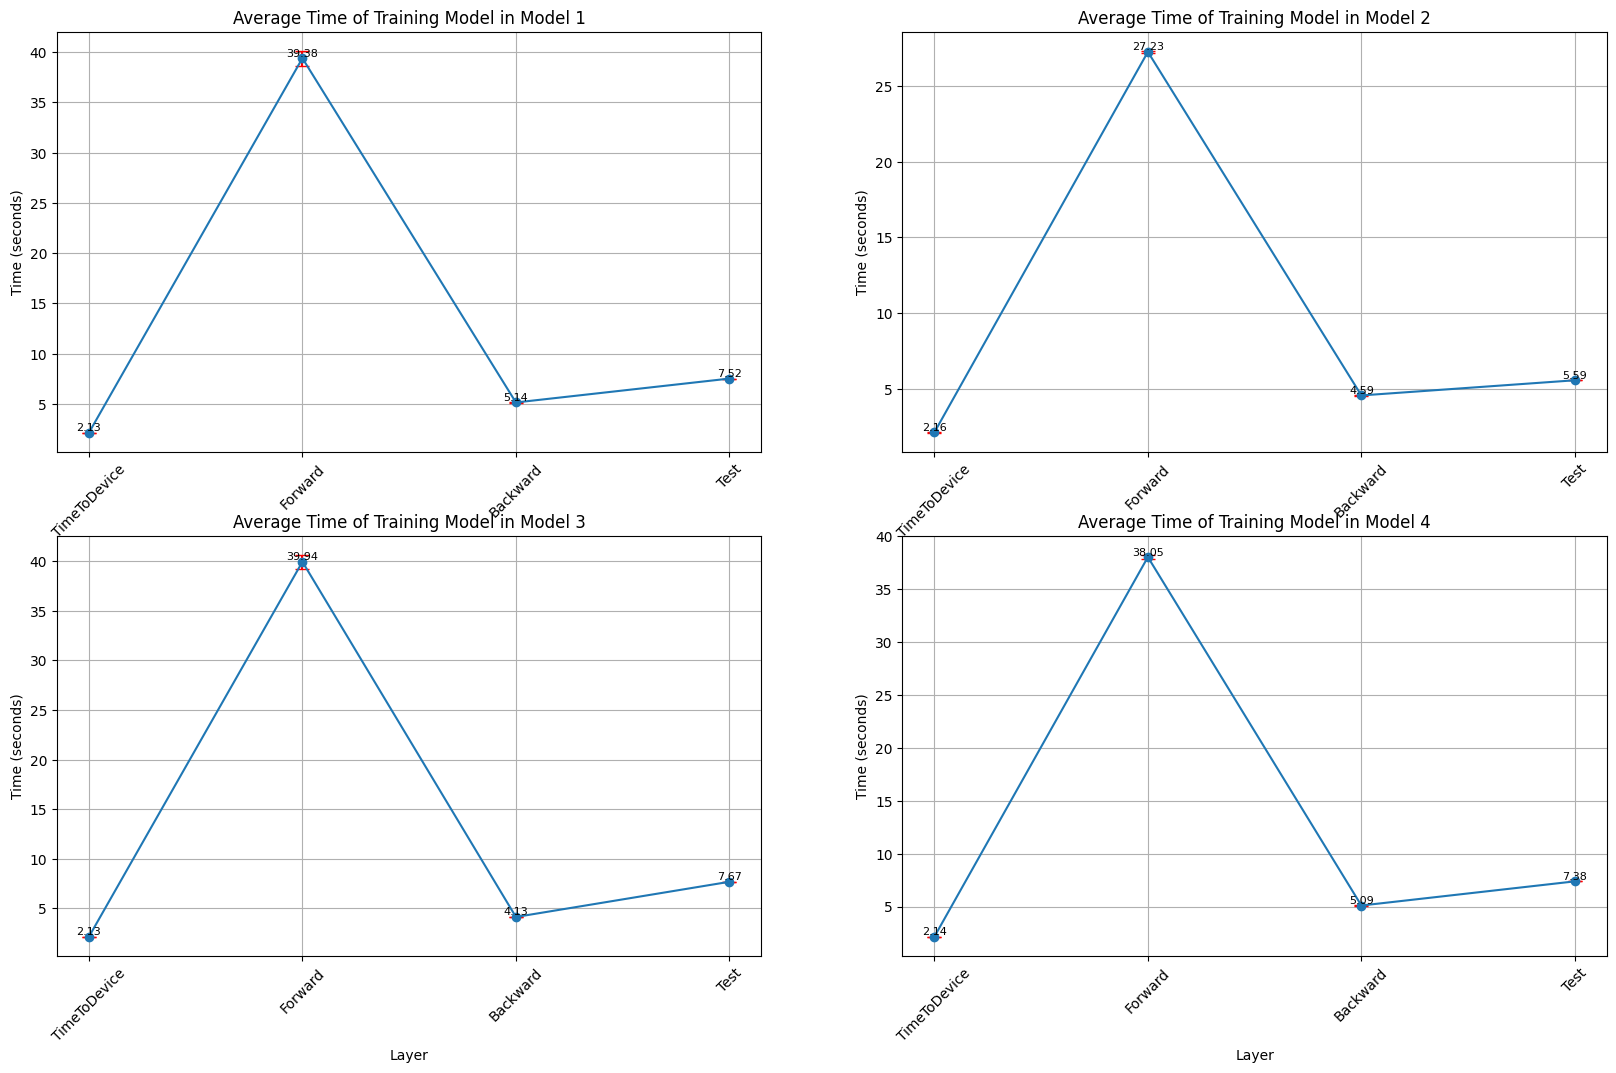 Average Time of Training Model in Model 1
Time (seconds)
40
35
30
25
20
15
10
5
2.13
39.38
5.14
7.52
TimeToDevice
Forward
Backward
Test
Average Time of Training Model in Model 2
Time (seconds)
25
20
15
10
5
2.16
27.23
4.59
5.59
TimeToDevice
Forward
Backward
Test
Average Time of Training Model in Model 3
Time (seconds)
40
35
30
25
20
15
10
5
2.13
39.94
4.13
7.67
TimeToDevice
Forward
Backward
Test
Layer
Average Time of Training Model in Model 4
Time (seconds)
40
35
30
25
20
15
10
5
2.14
38.05
5.09
7.38
TimeToDevice
Forward
Backward
Test
Layer